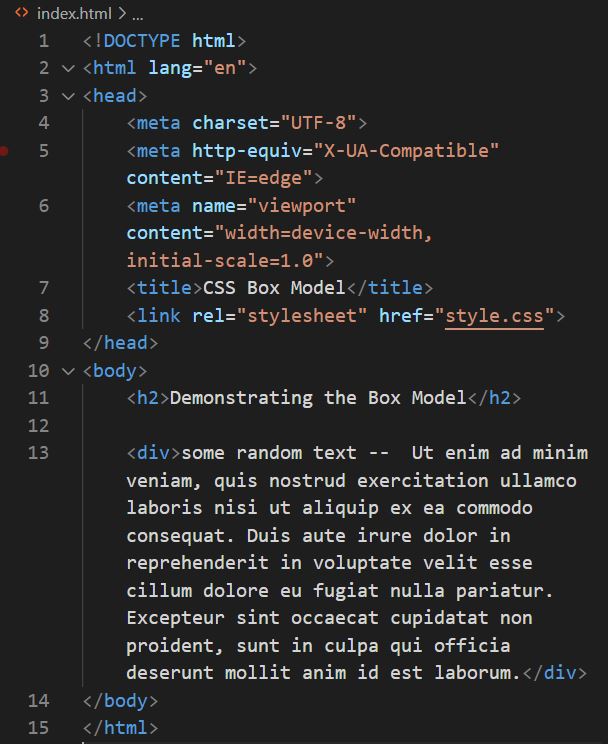 <> index.html > ...
1 <!DOCTYPE html>
2 <html lang="en">
3 <head>
4 <meta charset="UTF-8">
5 <meta http-equiv="X-UA-Compatible"
content="IE=edge">
6 <meta name="viewport"
content="width=device-width,
initial-scale=1.0">
7 <title>CSS Box Model</title>
8 <link rel="stylesheet" href="style.css">
9 </head>
10 <body>
11 <h2>Demonstrating the Box Model</h2>
12
13 <div>some random text --  Ut enim ad minim
veniam, quis nostrud exercitation ullamco
laboris nisi ut aliquip ex ea commodo
consequat. Duis aute irure dolor in
reprehenderit in voluptate velit esse
cillum dolore eu fugiat nulla pariatur.
Excepteur sint occaecat cupidatat non
proident, sunt in culpa qui officia
deserunt mollit anim id est laborum.</div>
14 </body>
15 </html>